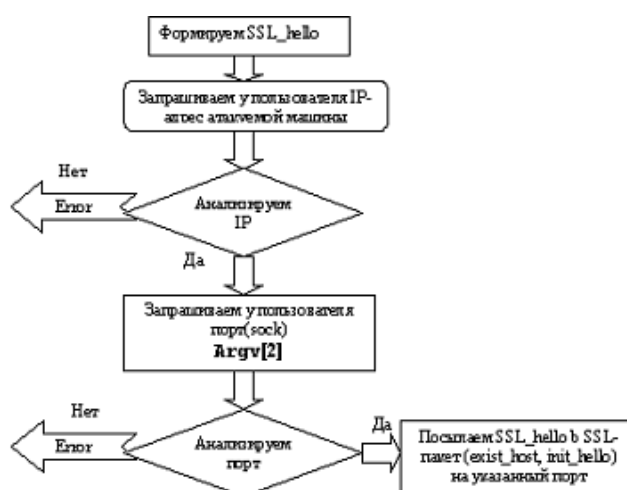 Формируем SSL_hello
Запрашиваем у пользователя IP-
адрес атакуемой машины
Нет
Error
Анализируем
IP
Да
Запрашиваем у пользователя
порт(sock)
Argv[2]
Нет
Error
Анализируем
порт
Да
Посылаем SSL_hello в SSL-
пакет (exist_host, init_hello)
на указанный порт